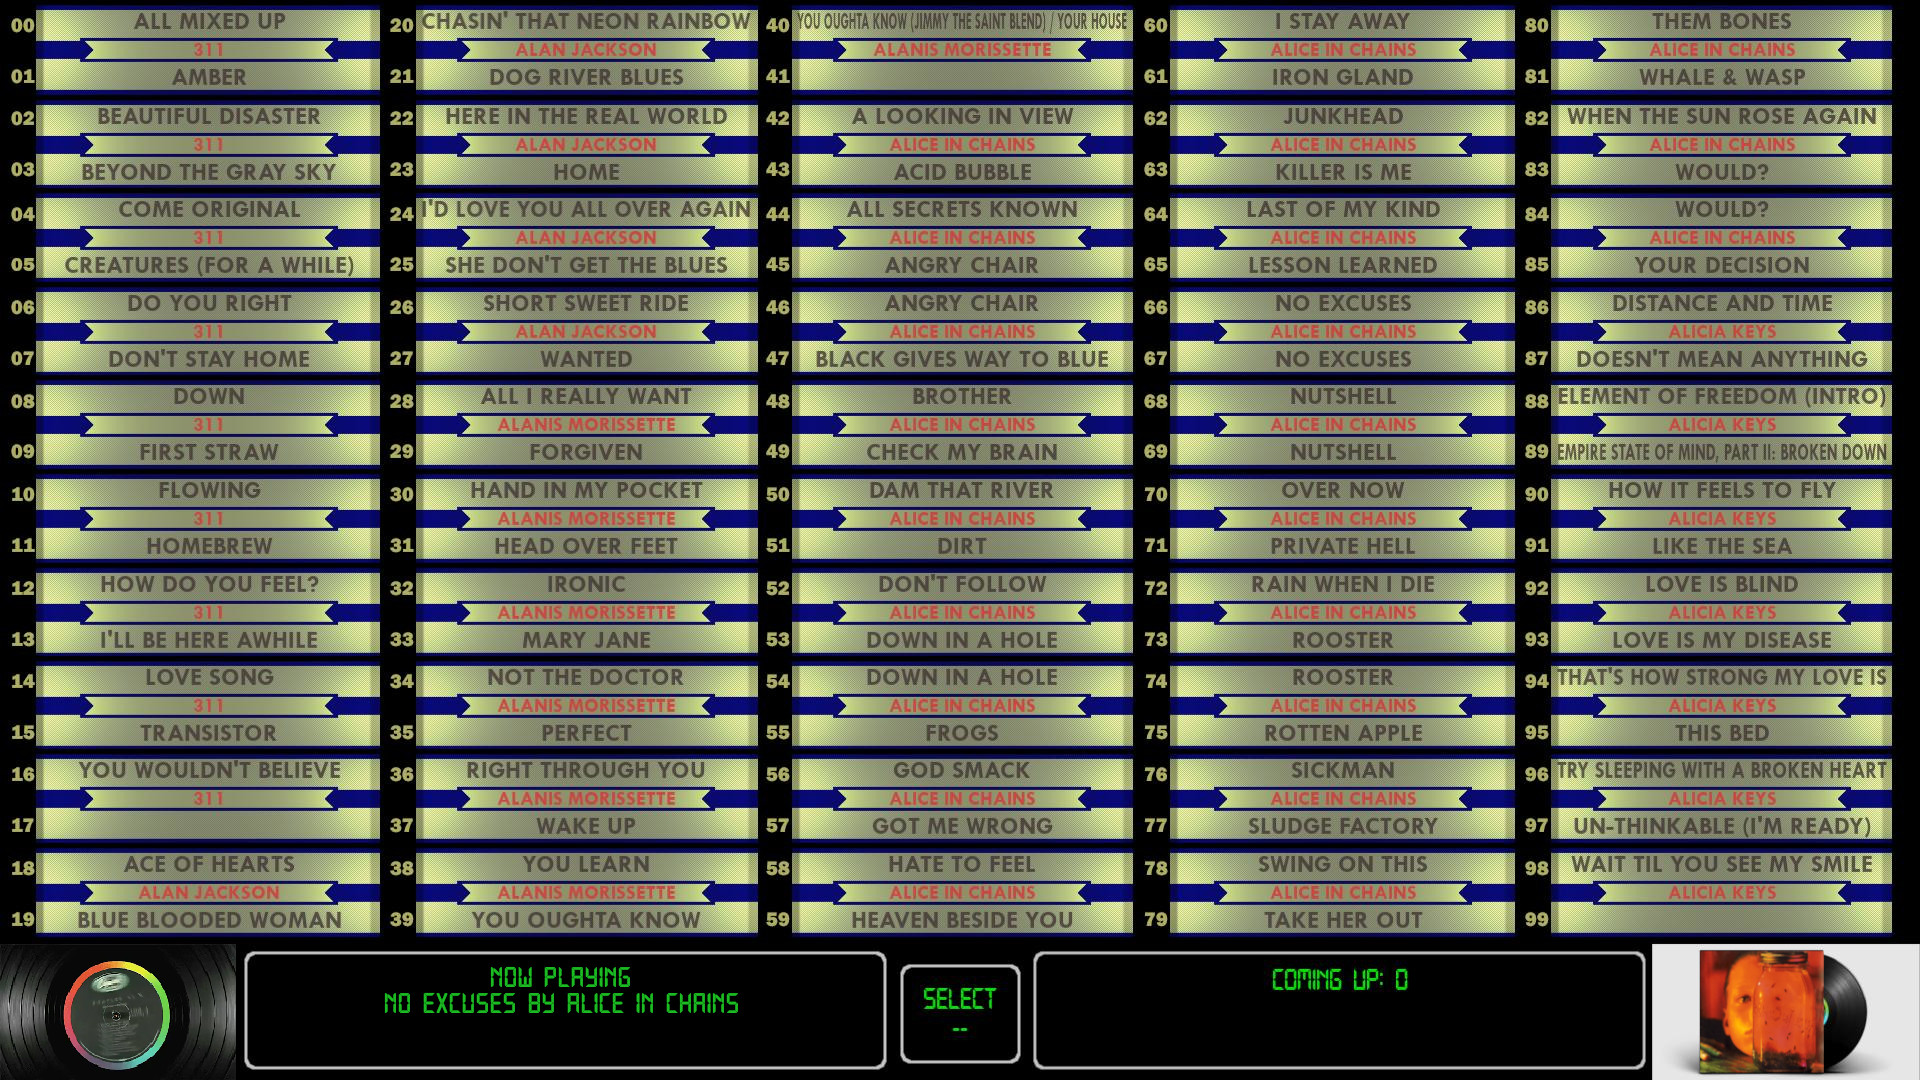 00 ALL MIXED UP
311
01 AMBER
02 BEAUTIFUL DISASTER
311
03 BEYOND THE GRAY SKY
04 COME ORIGINAL
311
05 CREATURES (FOR A WHILE)
06 DO YOU RIGHT
311
07 DON'T STAY HOME
08 DOWN
311
09 FIRST STRAW
10 FLOWING
311
11 HOMEBREW
12 HOW DO YOU FEEL?
311
13 I'LL BE HERE AWHILE
14 LOVE SONG
311
15 TRANSISTOR
16 YOU WOULDN'T BELIEVE
311
17
18 ACE OF HEARTS
ALAN JACKSON
19 BLUE BLOODED WOMAN
20 CHASIN' THAT NEON RAINBOW
ALAN JACKSON
21 DOG RIVER BLUES
22 HERE IN THE REAL WORLD
ALAN JACKSON
23 HOME
24 I'D LOVE YOU ALL OVER AGAIN
ALAN JACKSON
25 SHE DON'T GET THE BLUES
26 SHORT SWEET RIDE
ALAN JACKSON
27 WANTED
28 ALL I REALLY WANT
ALANIS MORISSETTE
29 FORGIVEN
30 HAND IN MY POCKET
ALANIS MORISSETTE
31 HEAD OVER FEET
32 IRONIC
ALANIS MORISSETTE
33 MARY JANE
34 NOT THE DOCTOR
ALANIS MORISSETTE
35 PERFECT
36 RIGHT THROUGH YOU
ALANIS MORISSETTE
37 WAKE UP
38 YOU LEARN
ALANIS MORISSETTE
39 YOU OUGHTA KNOW
40 YOU OUGHTA KNOW (JIMMY THE SAINT BLEND) / YOUR HOUSE
ALANIS MORISSETTE
41
42 A LOOKING IN VIEW
ALICE IN CHAINS
43 ACID BUBBLE
44 ALL SECRETS KNOWN
ALICE IN CHAINS
45 ANGRY CHAIR
46 ANGRY CHAIR
ALICE IN CHAINS
47 BLACK GIVES WAY TO BLUE
48 BROTHER
ALICE IN CHAINS
49 CHECK MY BRAIN
50 DAM THAT RIVER
ALICE IN CHAINS
51 DIRT
52 DON'T FOLLOW
ALICE IN CHAINS
53 DOWN IN A HOLE
54 DOWN IN A HOLE
ALICE IN CHAINS
55 FROGS
56 GOD SMACK
ALICE IN CHAINS
57 GOT ME WRONG
58 HATE TO FEEL
ALICE IN CHAINS
59 HEAVEN BESIDE YOU
60 I STAY AWAY
ALICE IN CHAINS
61 IRON GLAND
62 JUNKHEAD
ALICE IN CHAINS
63 KILLER IS ME
64 LAST OF MY KIND
ALICE IN CHAINS
65 LESSON LEARNED
66 NO EXCUSES
ALICE IN CHAINS
67 NO EXCUSES
68 NUTSHELL
ALICE IN CHAINS
69 NUTSHELL
70 OVER NOW
ALICE IN CHAINS
71 PRIVATE HELL
72 RAIN WHEN I DIE
ALICE IN CHAINS
73 ROOSTER
74 ROOSTER
ALICE IN CHAINS
75 ROTTEN APPLE
76 SICKMAN
ALICE IN CHAINS
77 SLUDGE FACTORY
78 SWING ON THIS
ALICE IN CHAINS
79 TAKE HER OUT
80 THEM BONES
ALICE IN CHAINS
81 WHALE & WASP
82 WHEN THE SUN ROSE AGAIN
ALICE IN CHAINS
83 WOULD?
84 WOULD?
ALICE IN CHAINS
85 YOUR DECISION
86 DISTANCE AND TIME
ALICIA KEYS
87 DOESN'T MEAN ANYTHING
88 ELEMENT OF FREEDOM (INTRO)
ALICIA KEYS
89 EMPIRE STATE OF MIND, PART II: BROKEN DOWN
90 HOW IT FEELS TO FLY
ALICIA KEYS
91 LIKE THE SEA
92 LOVE IS BLIND
ALICIA KEYS
93 LOVE IS MY DISEASE
94 THAT'S HOW STRONG MY LOVE IS
ALICIA KEYS
95 THIS BED
96 TRY SLEEPING WITH A BROKEN HEART
ALICIA KEYS
97 UN-THINKABLE (I'M READY)
98 WAIT TIL YOU SEE MY SMILE
ALICIA KEYS
99
NOW PLAYING
NO EXCUSES BY ALICE IN CHAINS
SELECT
--
COMING UP: 0